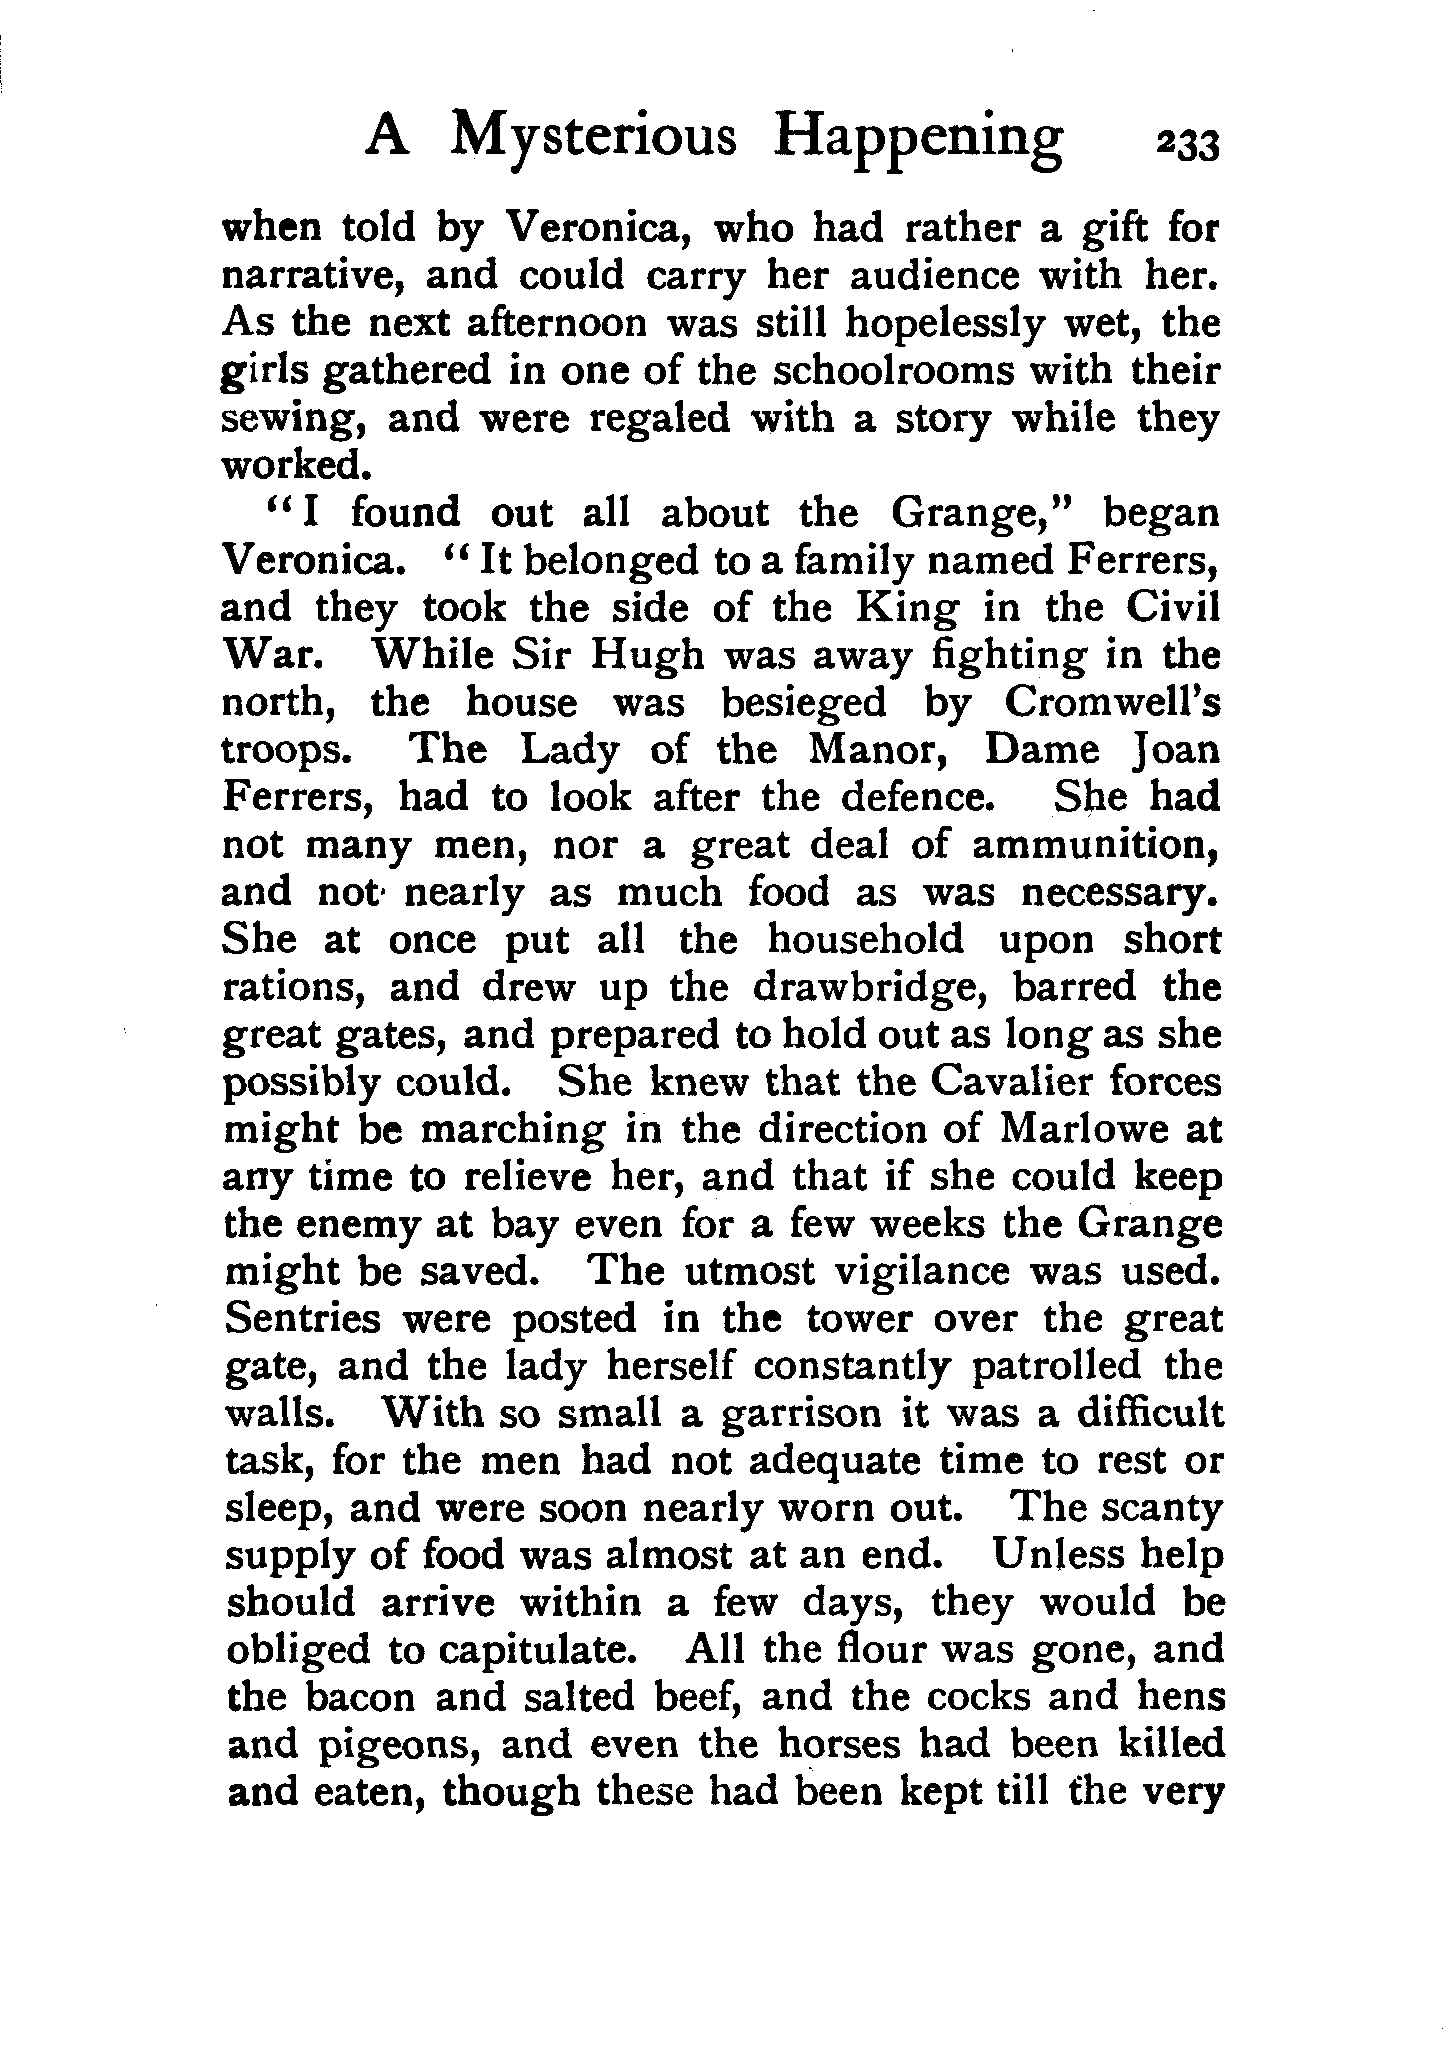 A Mysterious Happening 233
when told by Veronica, who had rather a gift for
narrative, and could carry her audience with her.
As the next afternoon was still hopelessly wet, the
girls gathered in one of the schoolrooms with their
sewing, and were regaled with a story while they
worked.
“I found out all about the Grange,” began
Veronica. “It belonged to a family named Ferrers,
and they took the side of the King in the Civil
War. While Sir Hugh was away fighting in the
north, the house was besieged by Cromwell's
troops. The Lady of the Manor, Dame Joan
Ferrers, had to look after the defence. She had
not many men, nor a great deal of ammunition,
and not nearly as much food as was necessary.
She at once put all the household upon short
rations, and drew up the drawbridge, barred the
great gates, and prepared to hold out as long as she
possibly could. She knew that the Cavalier forces
might be marching in the direction of Marlowe at
any time to relieve her, and that if she could keep
the enemy at bay even for a few weeks the Grange
might be saved. The utmost vigilance was used.
Sentries were posted in the tower over the great
gate, and the lady herself constantly patrolled the
walls. With so small a garrison it was a difficult
task, for the men had not adequate time to rest or
sleep, and were soon nearly worn out. The scanty
supply of food was almost at an end. Unless help
should arrive within a few days, they would be
obliged to capitulate. All the flour was gone, and
the bacon and salted beef, and the cocks and hens
and pigeons, and even the horses had been killed
and eaten, though these had been kept till the very